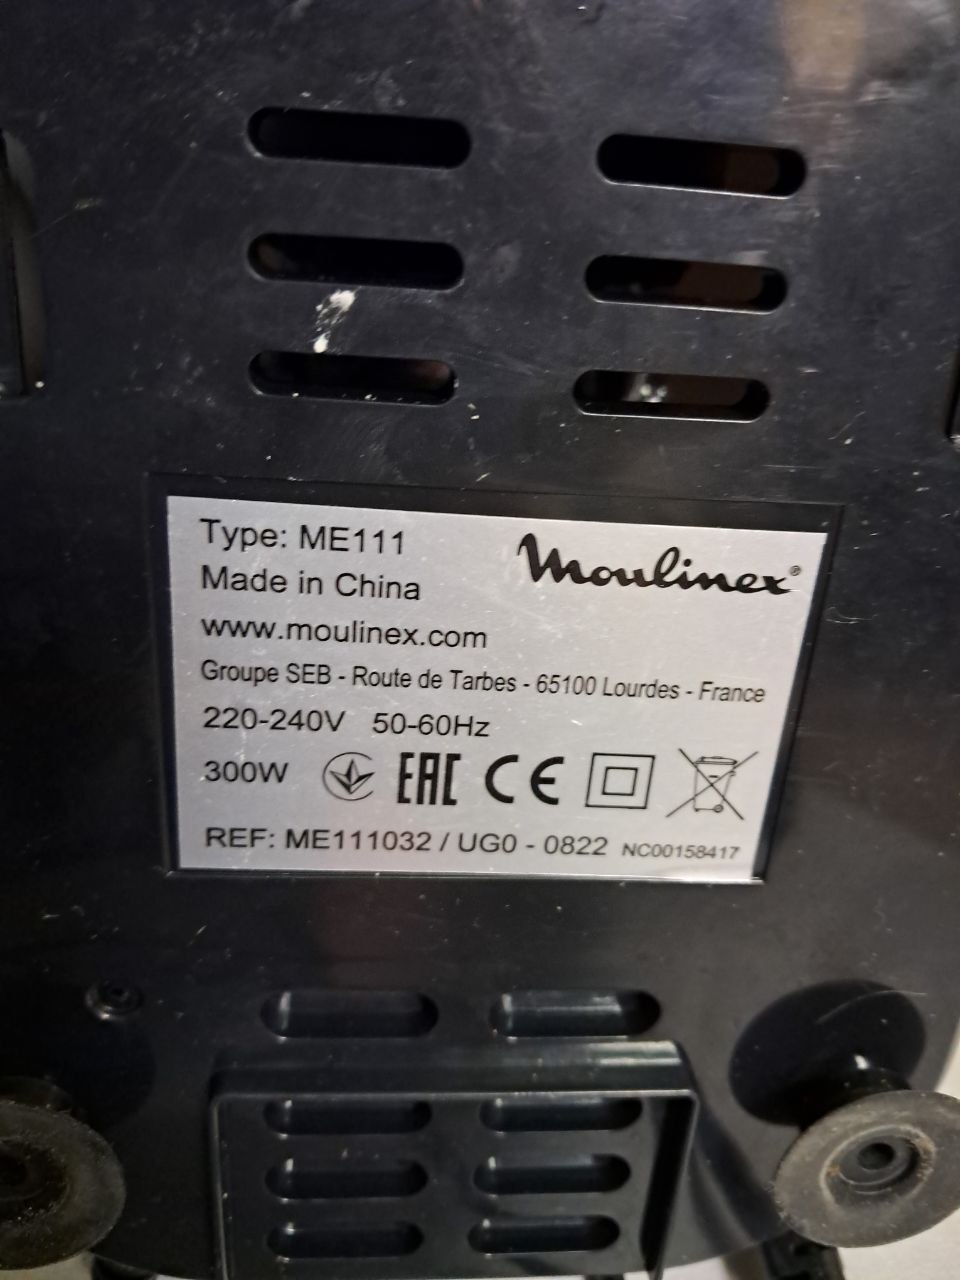 Type: ME111
Moulinex®
Made in China
www.moulinex.com
Groupe SEB - Route de Tarbes - 65100 Lourdes - France
220-240V 50-60Hz
300W EAC CE
REF: ME111032 / UG0 - 0822 NC00158417